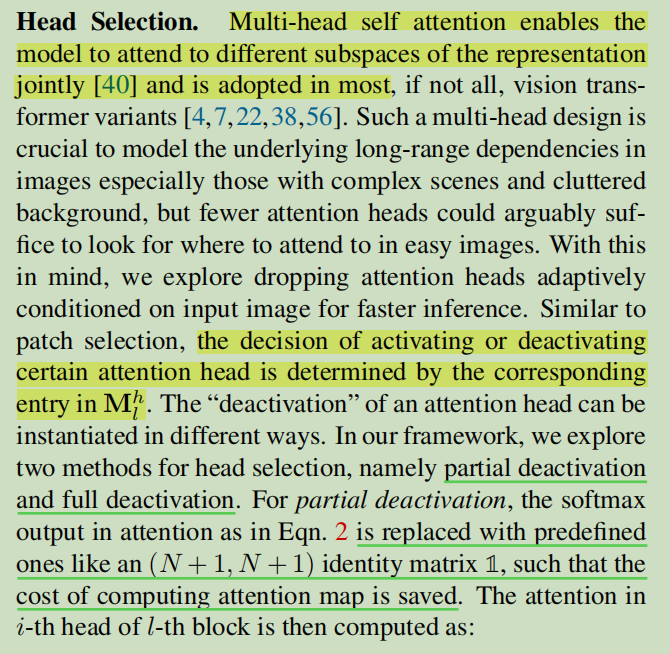 Head Selection. Multi-head self attention enables the
model to attend to different subspaces of the representation
jointly [40] and is adopted in most, if not all, vision trans-
former variants [4,7,22,38,56]. Such a multi-head design is
crucial to model the underlying long-range dependencies in
images especially those with complex scenes and cluttered
background, but fewer attention heads could arguably suf-
fice to look for where to attend to in easy images. With this
in mind, we explore dropping attention heads adaptively
conditioned on input image for faster inference. Similar to
patch selection, the decision of activating or deactivating
certain attention head is determined by the corresponding
entry in M_l^h. The “deactivation” of an attention head can be
instantiated in different ways. In our framework, we explore
two methods for head selection, namely partial deactivation
and full deactivation. For partial deactivation, the softmax
output in attention as in Eqn. 2 is replaced with predefined
ones like an (N + 1, N + 1) identity matrix 𝟙, such that the
cost of computing attention map is saved. The attention in
i-th head of l-th block is then computed as: